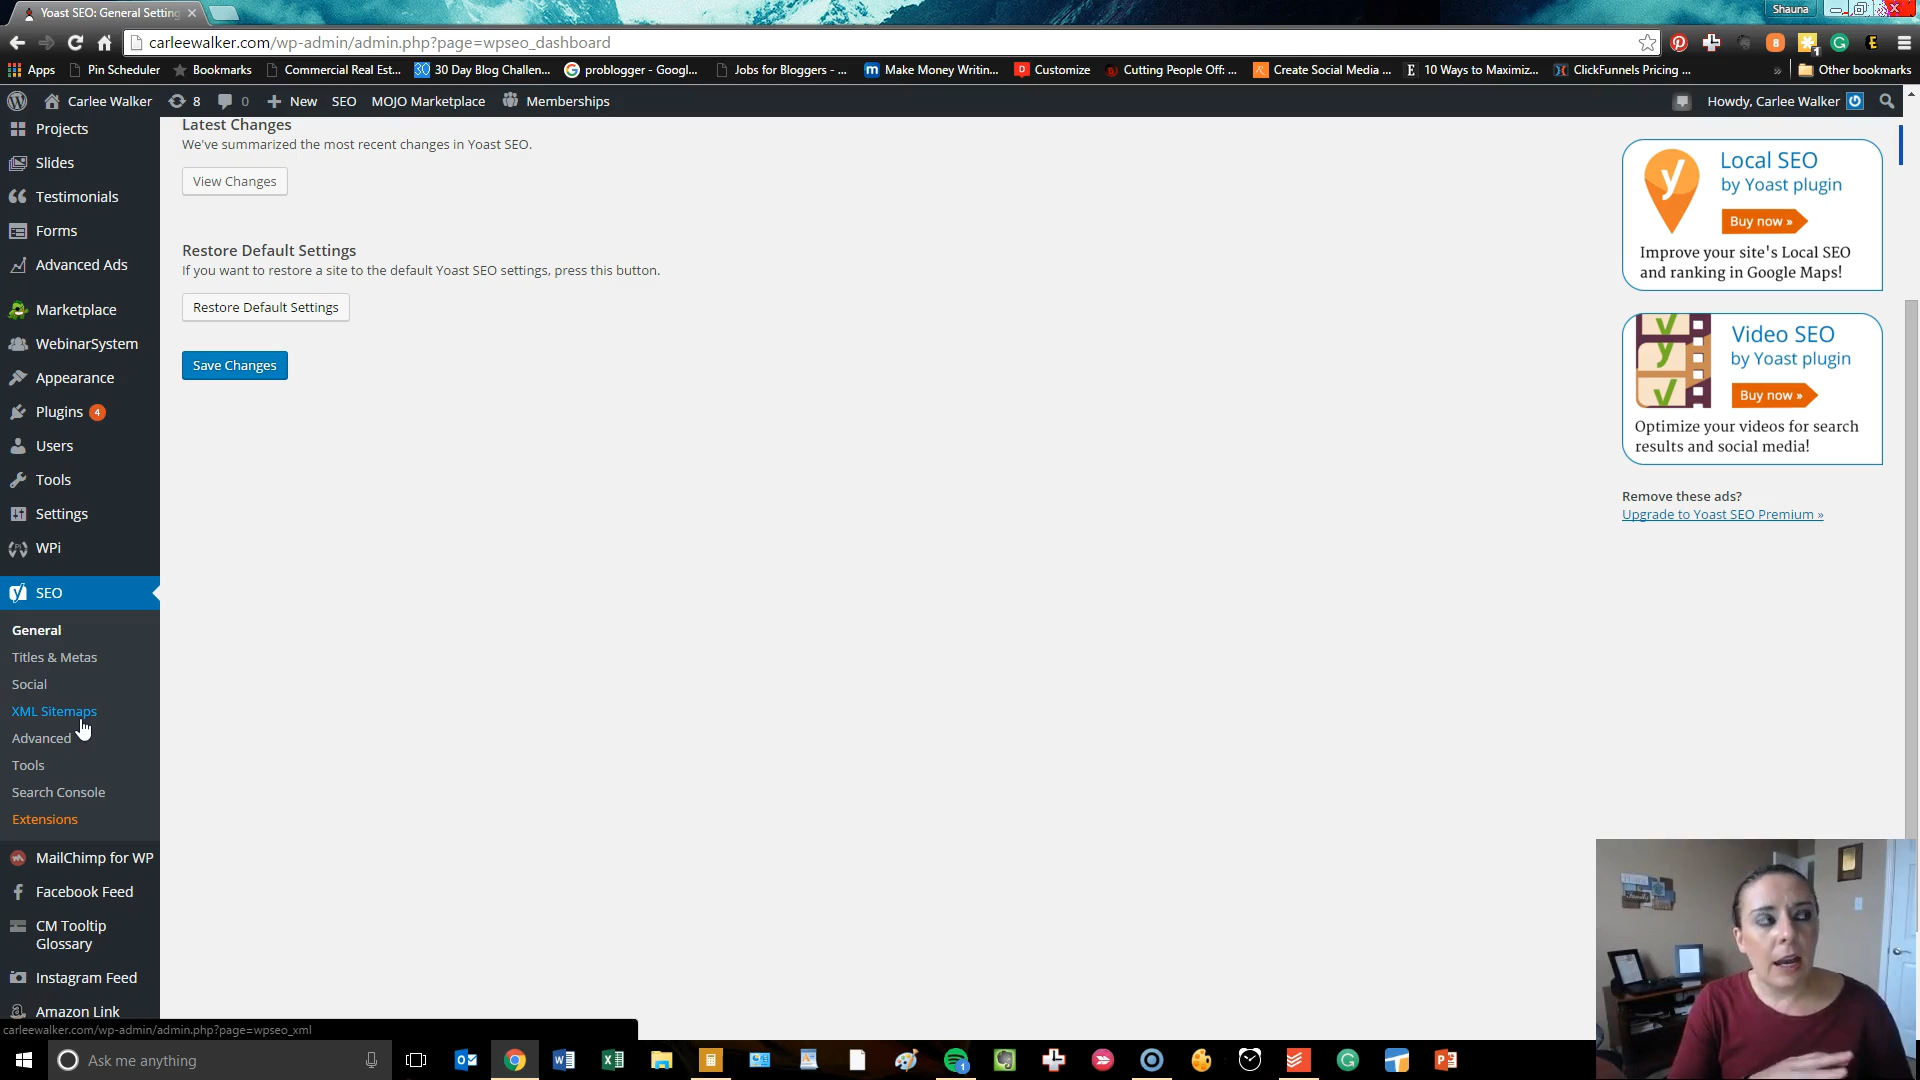 Yoast SEO: General Setting
Shauna
carleewalker.com/wp-admin/admin.php?page=wpseo_dashboard
8
1
G
E
Apps
Pin Scheduler
Bookmarks
Commercial Real Est...
30 Day Blog Challen...
problogger - Googl...
Jobs for Bloggers - ...
Make Money Writin...
Customize
Cutting People Off: ...
Create Social Media ...
10 Ways to Maximiz...
ClickFunnels Pricing ...
»
Other bookmarks
Carlee Walker
8
0
New
SEO
MOJO Marketplace
Memberships
Howdy, Carlee Walker
Projects
Slides
Testimonials
Forms
Advanced Ads
Marketplace
WebinarSystem
Appearance
Plugins 4
Users
Tools
Settings
WPi
SEO
General
Titles & Metas
Social
XML Sitemaps
Advanced
Tools
Search Console
Extensions
MailChimp for WP
Facebook Feed
CM Tooltip
Glossary
Instagram Feed
Amazon Link
Latest Changes
We've summarized the most recent changes in Yoast SEO.
View Changes
Restore Default Settings
If you want to restore a site to the default Yoast SEO settings, press this button.
Restore Default Settings
Save Changes
Local SEO
by Yoast plugin
Buy now »
Improve your site's Local SEO
and ranking in Google Maps!
Video SEO
by Yoast plugin
Buy now »
Optimize your videos for search
results and social media!
Remove these ads?
Upgrade to Yoast SEO Premium »
carleewalker.com/wp-admin/admin.php?page=wpseo_xml
Ask me anything